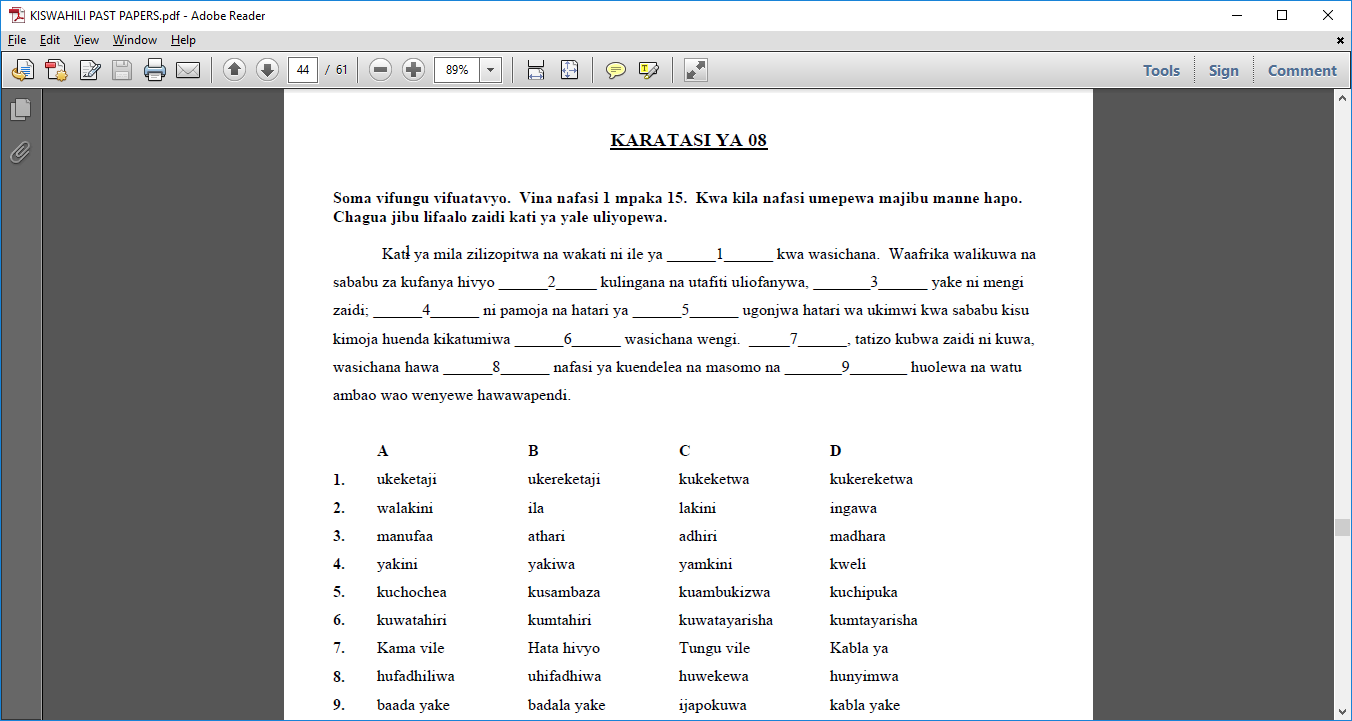 KISWAHILI PAST PAPERS.pdf - Adobe Reader
File Edit View Window Help
44 / 61 89% Tools Sign Comment
KARATASI YA 08
Soma vifungu vifuatavyo. Vina nafasi 1 mpaka 15. Kwa kila nafasi umepewa majibu manne hapo.
Chagua jibu lifaalo zaidi kati ya yale uliyopewa.
Kati ya mila zilizopitwa na wakati ni ile ya ______1______ kwa wasichana. Waafrika walikuwa na
sababu za kufanya hivyo ______2_____ kulingana na utafiti uliofanywa, _______3______ yake ni mengi
zaidi; ______4______ ni pamoja na hatari ya ______5______ ugonjwa hatari wa ukimwi kwa sababu kisu
kimoja huenda kikatumiwa ______6______ wasichana wengi. _____7______, tatizo kubwa zaidi ni kuwa,
wasichana hawa ______8______ nafasi ya kuendelea na masomo na _______9_______ huolewa na watu
ambao wao wenyewe hawawapendi.
A B C D
1. ukeketaji ukereketaji kukeketwa kukereketwa
2. walakini ila lakini ingawa
3. manufaa athari adhiri madhara
4. yakini yakiwa yamkini kweli
5. kuchochea kusambaza kuambukizwa kuchipuka
6. kuwatahiri kumtahiri kuwatayarisha kumtayarisha
7. Kama vile Hata hivyo Tungu vile Kabla ya
8. hufadhiliwa uhifadhiwa huwekewa hunyimwa
9. baada yake badala yake ijapokuwa kabla yake